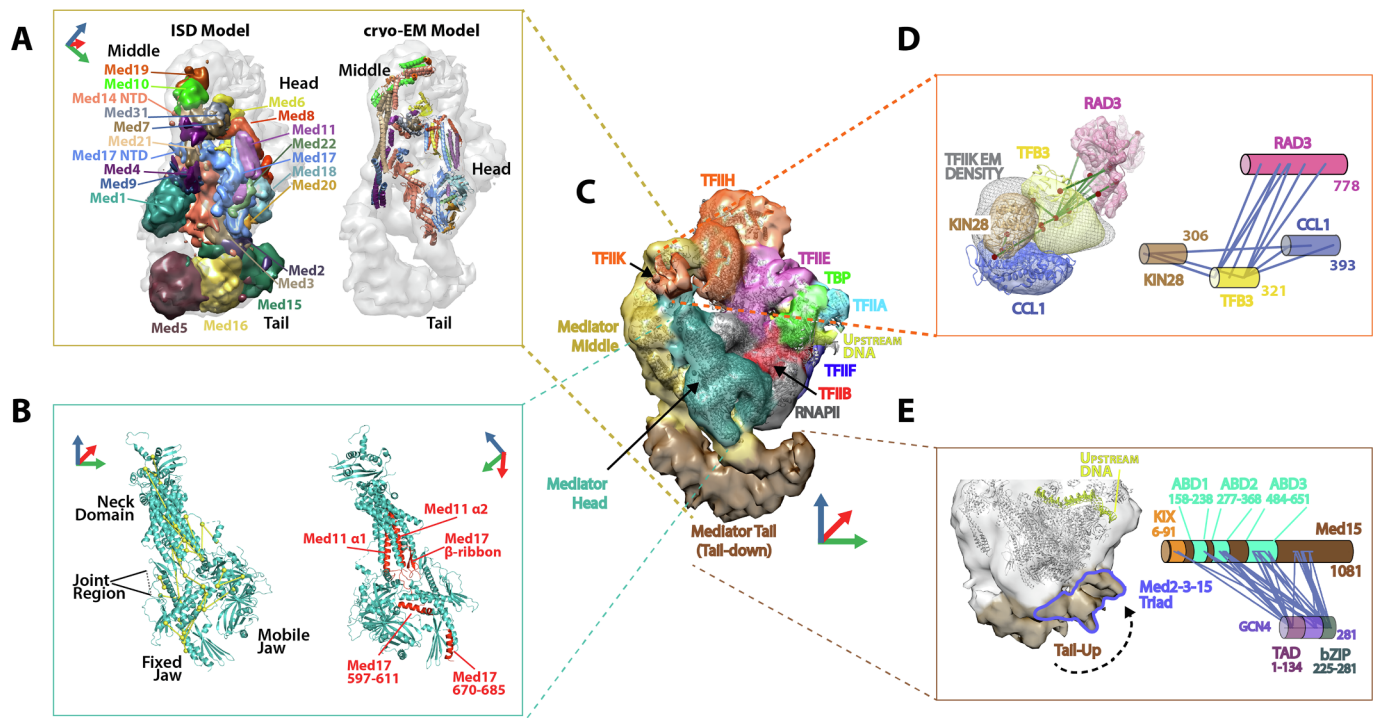 A
ISD Model
cryo-EM Model
Middle
Med19
Med10
Med14 NTD
Med31
Med7
Med21
Med17 NTD
Med4
Med9
Med1
Head
Med6
Med8
Med11
Med22
Med17
Med18
Med20
Med2
Med3
Med15
Med5
Med16
Tail
Middle
Head
Tail
B
Neck
Domain
Joint
Region
Fixed
Jaw
Mobile
Jaw
Med11 α2
Med11 α1
Med17
β-ribbon
Med17
597-611
Med17
670-685
C
TFIIH
TFIIK
TFIIE
TBP
TFIIA
Mediator
Middle
Upstream
DNA
TFIIF
TFIIB
RNAPII
Mediator
Head
Mediator Tail
(Tail-down)
D
RAD3
TFIIK EM
DENSITY
TFB3
KIN28
CCL1
RAD3
778
306
CCL1
KIN28
393
TFB3
321
E
Upstream
DNA
Med2-3-15
Triad
Tail-Up
ABD1
158-238
ABD2
277-368
ABD3
484-651
KIX
6-91
Med15
1081
GCN4
281
TAD
1-134
bZIP
225-281